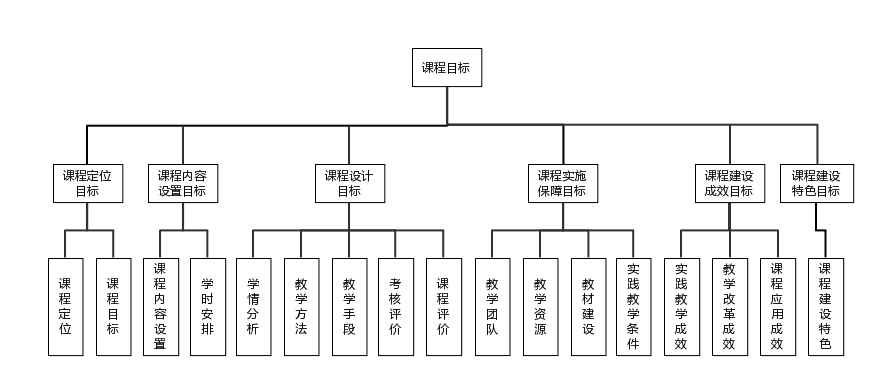 课程目标
课程定位
目标
课程内容
设置目标
课程设计
目标
课程实施
保障目标
课程建设
成效目标
课程建设
特色目标
课程定位
课程目标
课程内容设置
学时安排
学情分析
教学方法
教学手段
考核评价
课程评价
教学团队
教学资源
教材建设
实践教学条件
实践教学成效
教学改革成效
课程应用成效
课程建设特色